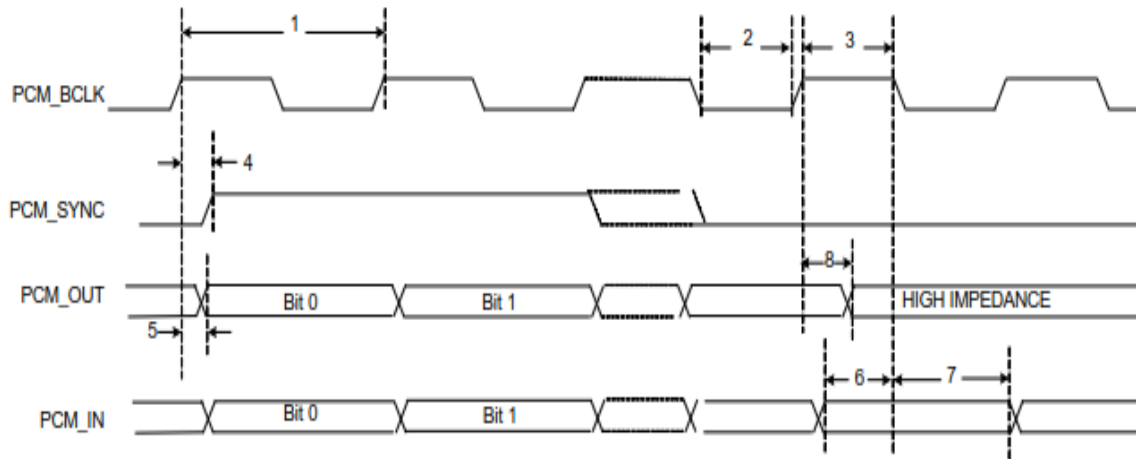 1
2
3
PCM_BCLK
4
PCM_SYNC
8
PCM_OUT
Bit 0
Bit 1
HIGH IMPEDANCE
5
6
7
PCM_IN
Bit 0
Bit 1